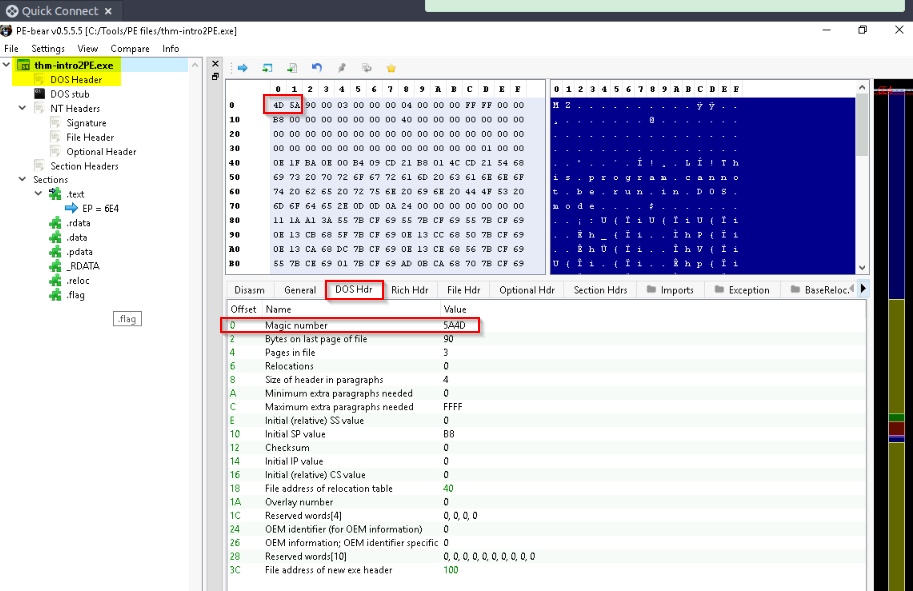 Quick Connect ×
PE-bear v0.5.5.5 [C:/Tools/PE files/thm-intro2PE.exe]
File Settings View Compare Info
thm-intro2PE.exe
DOS Header
DOS stub
NT Headers
Signature
File Header
Optional Header
Section Headers
Sections
.text
EP = 6E4
.rdata
.data
.pdata
_RDATA
.reloc
.flag
.flag
0 1 2 3 4 5 6 7 8 9 A B C D E F
0 4D 5A 90 00 03 00 00 00 04 00 00 00 FF FF 00 00
10 B8 00 00 00 00 00 00 00 40 00 00 00 00 00 00 00
20 00 00 00 00 00 00 00 00 00 00 00 00 00 00 00 00
30 00 00 00 00 00 00 00 00 00 00 00 00 00 01 00 00
40 0E 1F BA 0E 00 B4 09 CD 21 B8 01 4C CD 21 54 68
50 69 73 20 70 72 6F 67 72 61 6D 20 63 61 6E 6E 6F
60 74 20 62 65 20 72 75 6E 20 69 6E 20 44 4F 53 20
70 6D 6F 64 65 2E 0D 0D 0A 24 00 00 00 00 00 00 00
80 11 1A A1 3A 55 7B CF 69 55 7B CF 69 55 7B CF 69
90 0E 13 CB 68 5F 7B CF 69 0E 13 CC 68 50 7B CF 69
A0 0E 13 CA 68 DC 7B CF 69 0E 13 CE 68 56 7B CF 69
B0 55 7B CE 69 01 7B CF 69 AD 0B CA 68 70 7B CF 69
0 1 2 3 4 5 6 7 8 9 A B C D E F
M Z . . . . . . . . . . ÿ ÿ . .
. . . . . . . . @ . . . . . . .
. . . . . . . . . . . . . . . .
. . . . . . . . . . . . . . . .
. . º . . ´ . Í ! ¸ . L Í ! T h
i s . p r o g r a m . c a n n o
t . b e . r u n . i n . D O S .
m o d e . . . . $ . . . . . . .
. . ¡ : U { Ï i U { Ï i U { Ï i
. . Ë h _ { Ï i . . Ì h P { Ï i
. . Ê h Ü { Ï i . . Î h V { Ï i
U { Î i . { Ï i . . Ê h p { Ï i
Disasm General DOS Hdr Rich Hdr File Hdr Optional Hdr Section Hdrs Imports Exception BaseReloc.
Offset Name Value
0 Magic number 5A4D
2 Bytes on last page of file 90
4 Pages in file 3
6 Relocations 0
8 Size of header in paragraphs 4
A Minimum extra paragraphs needed 0
C Maximum extra paragraphs needed FFFF
E Initial (relative) SS value 0
10 Initial SP value B8
12 Checksum 0
14 Initial IP value 0
16 Initial (relative) CS value 0
18 File address of relocation table 40
1A Overlay number 0
1C Reserved words[4] 0, 0, 0, 0
24 OEM identifier (for OEM information) 0
26 OEM information; OEM identifier specific 0
28 Reserved words[10] 0, 0, 0, 0, 0, 0, 0, 0, 0, 0
3C File address of new exe header 100